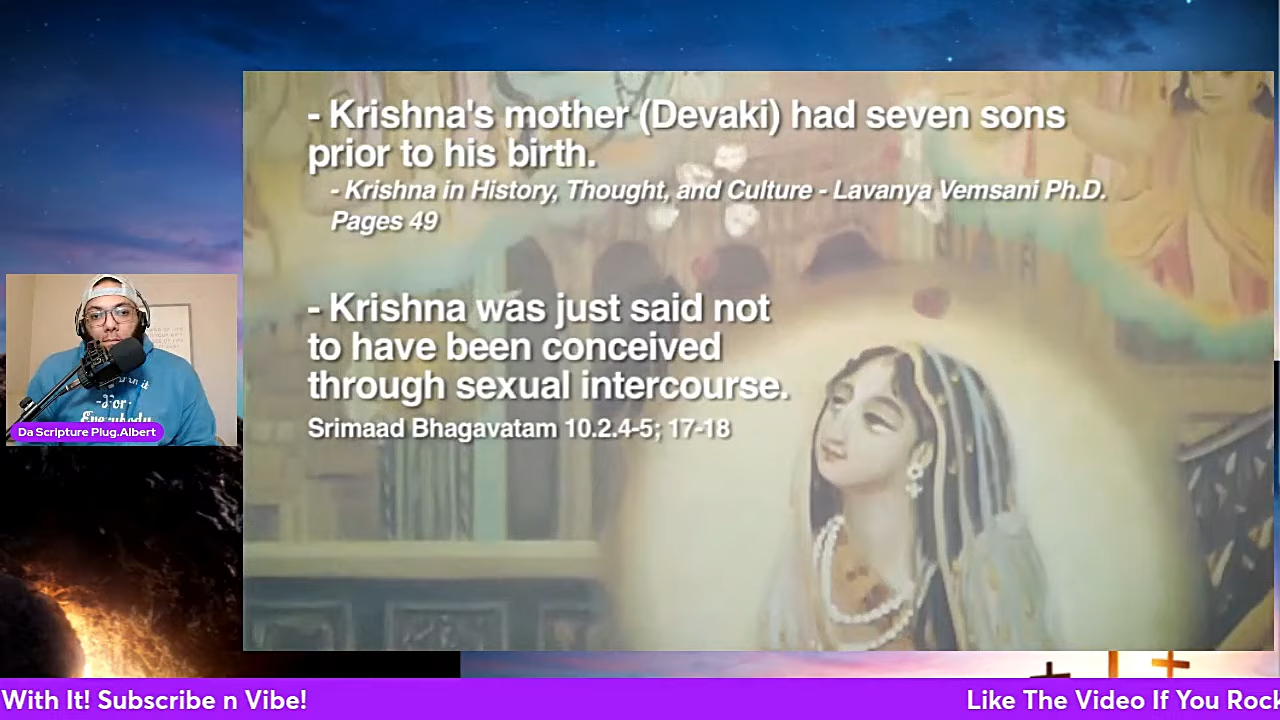 - Krishna's mother (Devaki) had seven sons
prior to his birth.
- Krishna in History, Thought, and Culture - Lavanya Vemsani Ph.D.
Pages 49
- Krishna was just said not
to have been conceived
through sexual intercourse.
Srimaad Bhagavatam 10.2.4-5; 17-18
-For-
Everybody
Da Scripture Plug.Albert
With It! Subscribe n Vibe!
Like The Video If You Rock